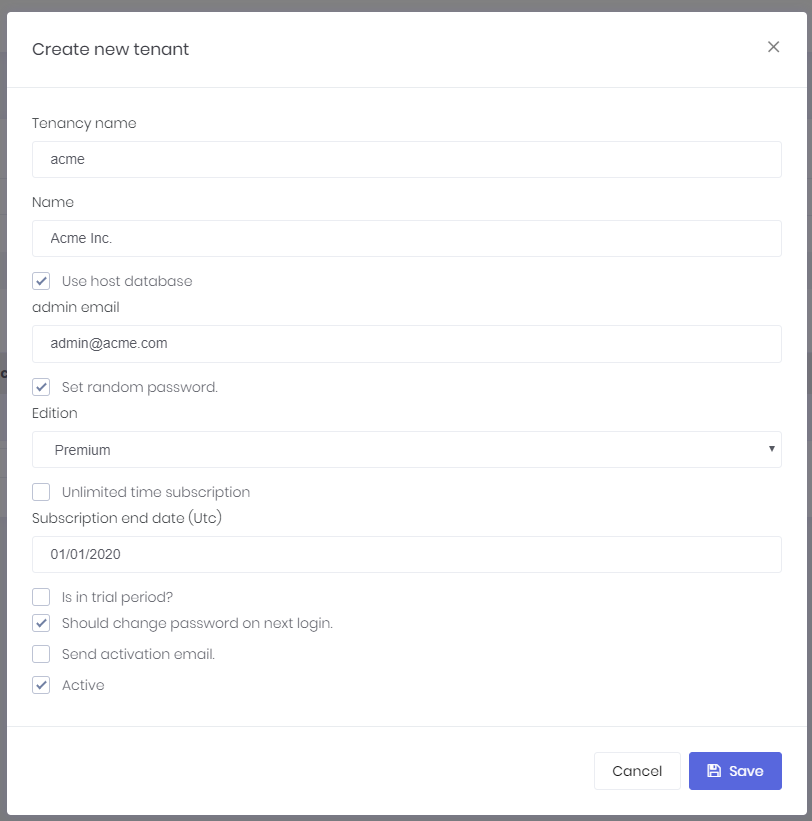 Create new tenant
Tenancy name
acme
Name
Acme Inc.
Use host database
admin email
admin@acme.com
Set random password.
Edition
Premium
Unlimited time subscription
Subscription end date (Utc)
01/01/2020
Is in trial period?
Should change password on next login.
Send activation email.
Active
Cancel Save